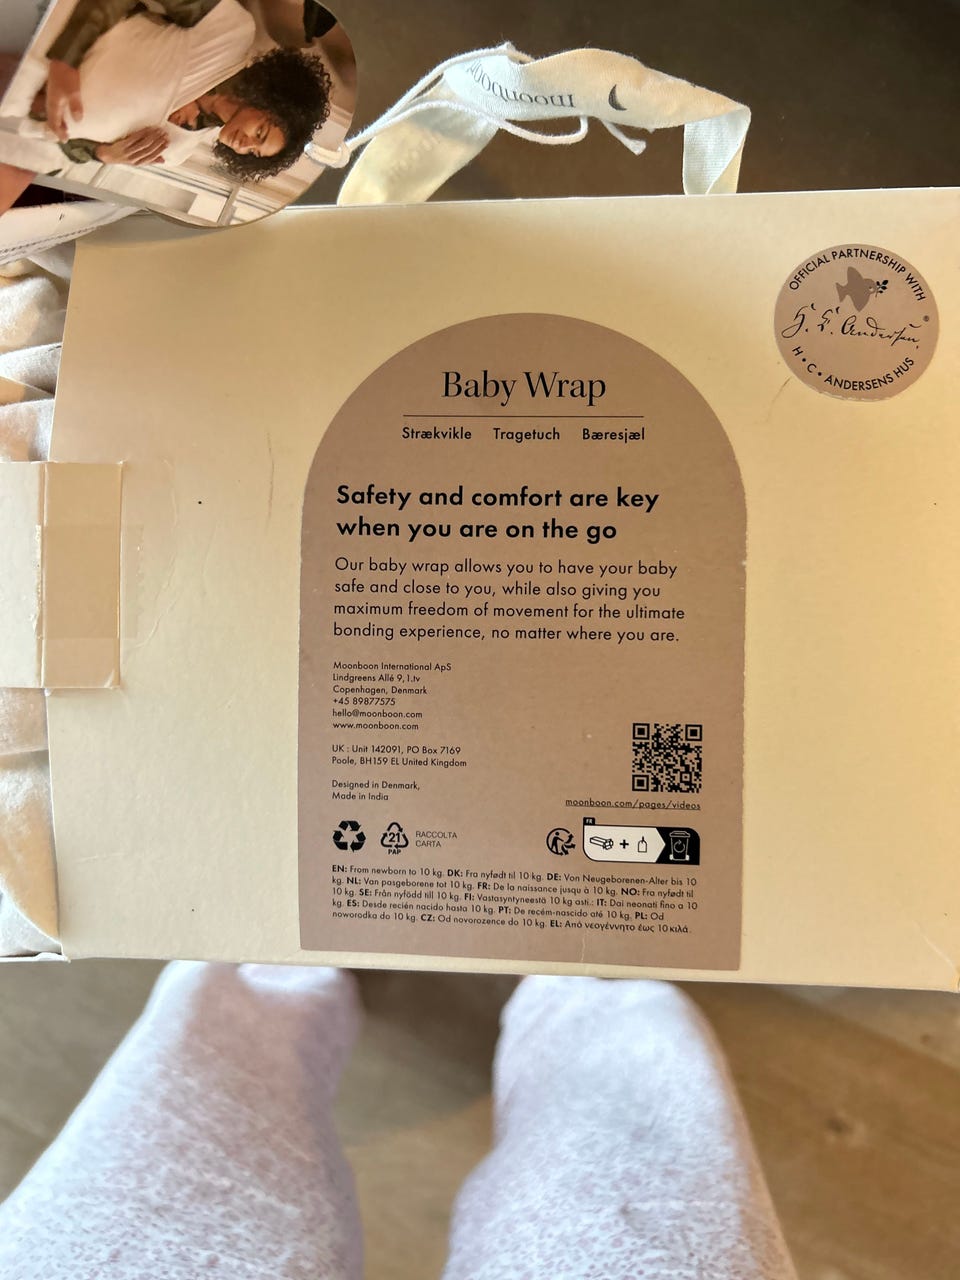 moonboon
OFFICIAL PARTNERSHIP WITH
H. C. Andersen
®
H • C • ANDERSENS HUS
Baby Wrap
Strækvikle Tragetuch Bæresjæl
Safety and comfort are key
when you are on the go
Our baby wrap allows you to have your baby
safe and close to you, while also giving you
maximum freedom of movement for the ultimate
bonding experience, no matter where you are.
Moonboon International ApS
Lindgreens Allé 9, 1.tv
Copenhagen, Denmark
+45 89877575
hello@moonboon.com
www.moonboon.com
UK : Unit 142091, PO Box 7169
Poole, BH159 EL United Kingdom
Designed in Denmark,
Made in India
moonboon.com/pages/videos
21
PAP
RACCOLTA
CARTA
FR
+
EN: From newborn to 10 kg. DK: Fra nyfødt til 10 kg. DE: Von Neugeborenen-Alter bis 10
kg. NL: Van pasgeborene tot 10 kg. FR: De la naissance jusqu à 10 kg. NO: Fra nyfødt til
10 kg. SE: Från nyfödd till 10 kg. FI: Vastasyntyneestä 10 kg asti.: IT: Dai neonati fino a 10
kg. ES: Desde recién nacido hasta 10 kg. PT: De recém-nascido até 10 kg. PL: Od
noworodka do 10 kg. CZ: Od novorozence do 10 kg. EL: Από νεογέννητο έως 10 κιλά.